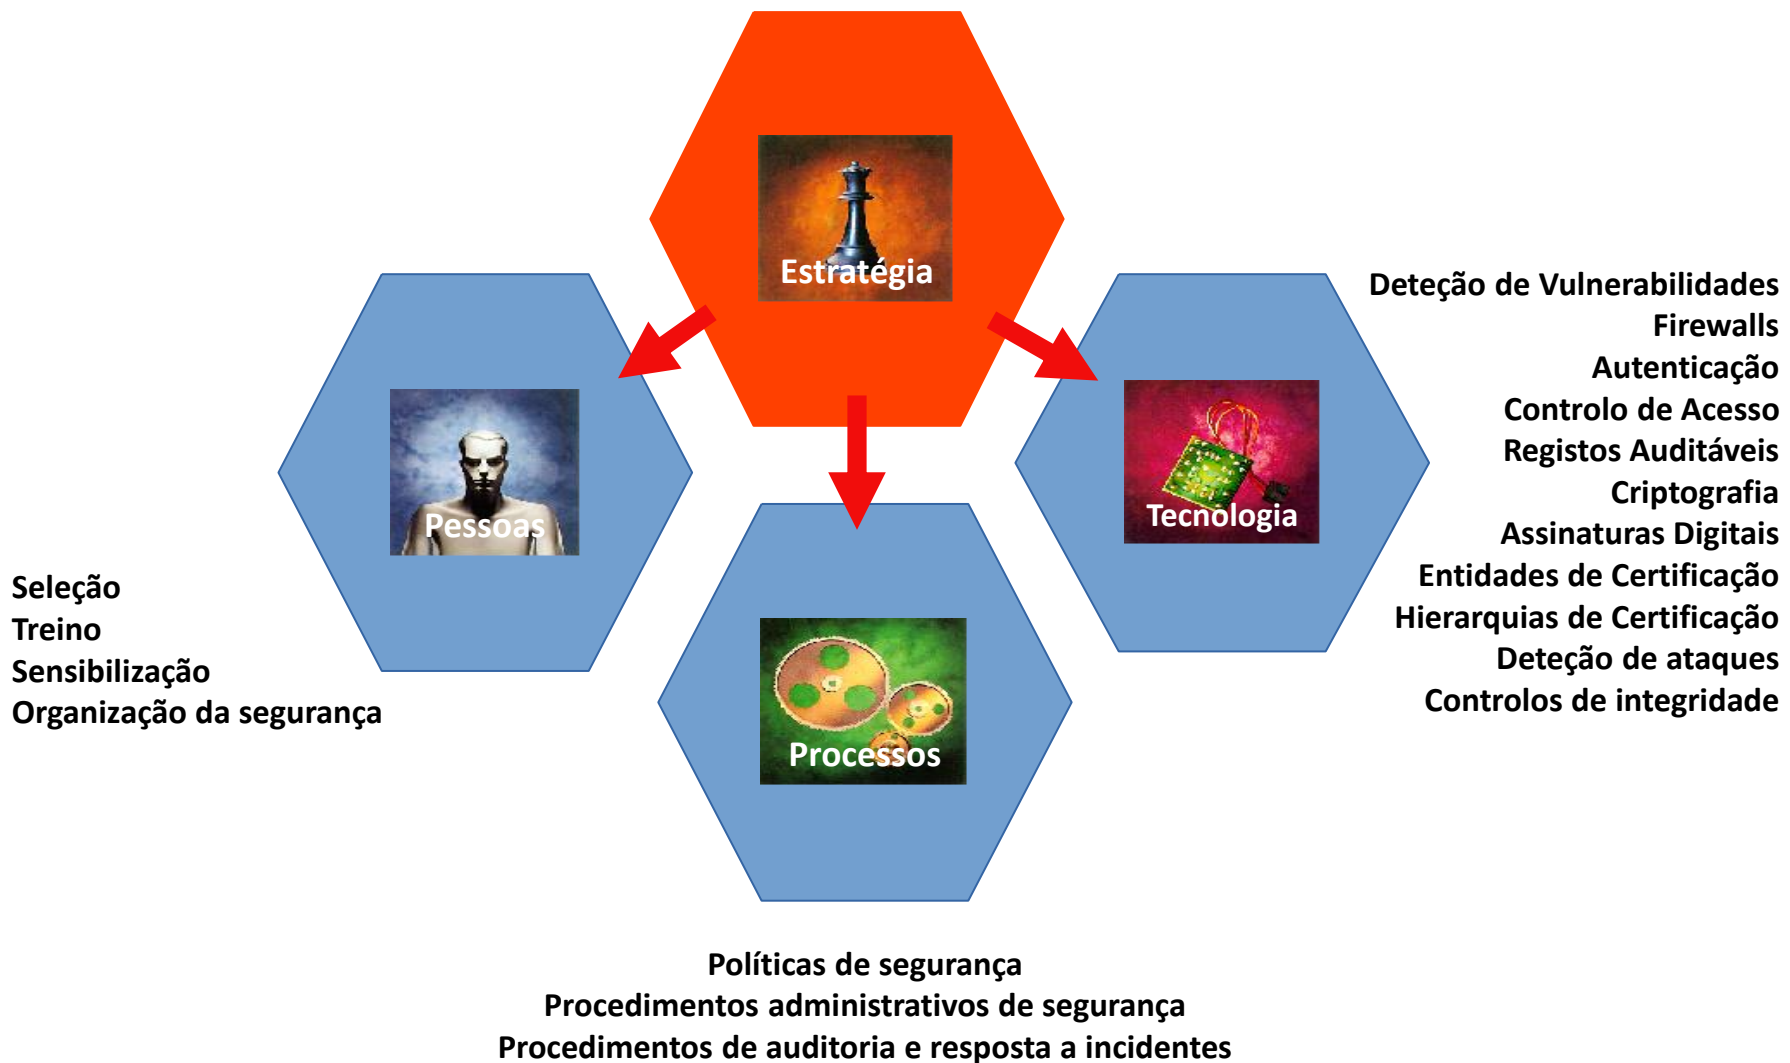 Estratégia
Pessoas
Tecnologia
Processos
Seleção
Treino
Sensibilização
Organização da segurança
Deteção de Vulnerabilidades
Firewalls
Autenticação
Controlo de Acesso
Registos Auditáveis
Criptografia
Assinaturas Digitais
Entidades de Certificação
Hierarquias de Certificação
Deteção de ataques
Controlos de integridade
Políticas de segurança
Procedimentos administrativos de segurança
Procedimentos de auditoria e resposta a incidentes